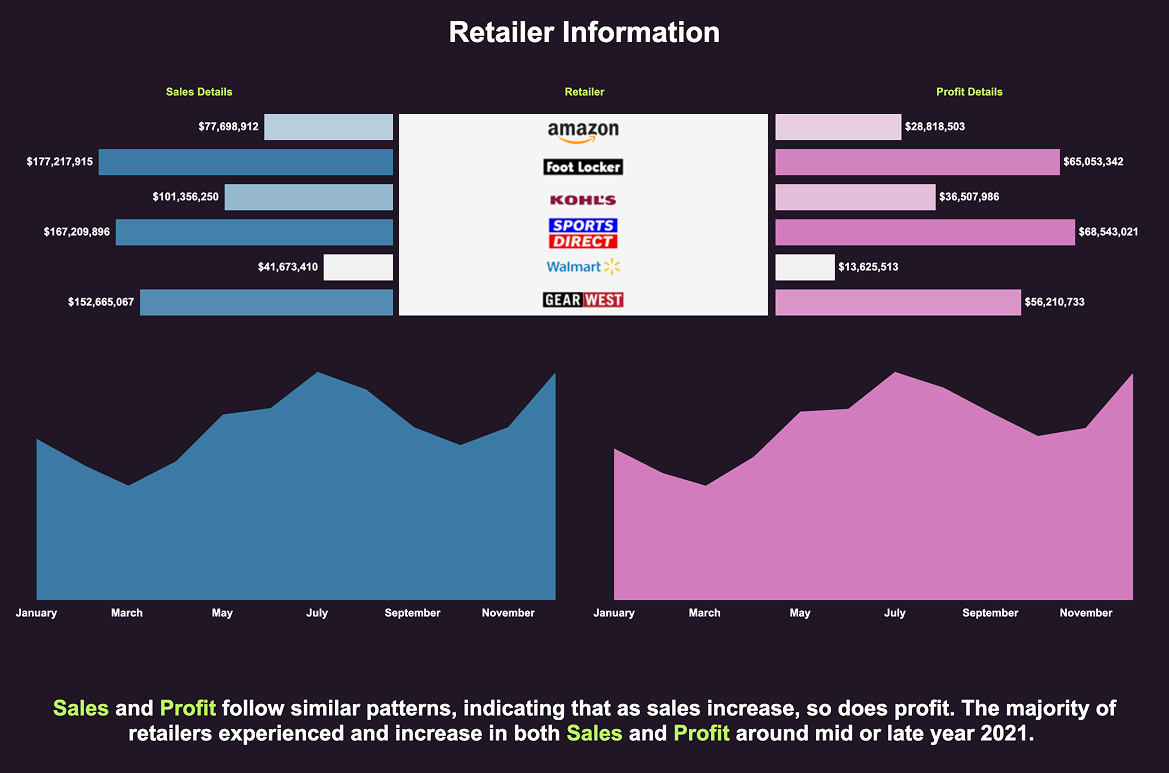 Retailer Information
Sales Details
Retailer
Profit Details
$77,698,912
amazon
$28,818,503
$177,217,915
Foot Locker
$65,053,342
$101,356,250
KOHL'S
$36,507,986
$167,209,896
SPORTS
DIRECT
$68,543,021
$41,673,410
Walmart
$13,625,513
$152,665,067
GEAR WEST
$56,210,733
January March May July September November
January March May July September November
Sales and Profit follow similar patterns, indicating that as sales increase, so does profit. The majority of
retailers experienced and increase in both Sales and Profit around mid or late year 2021.